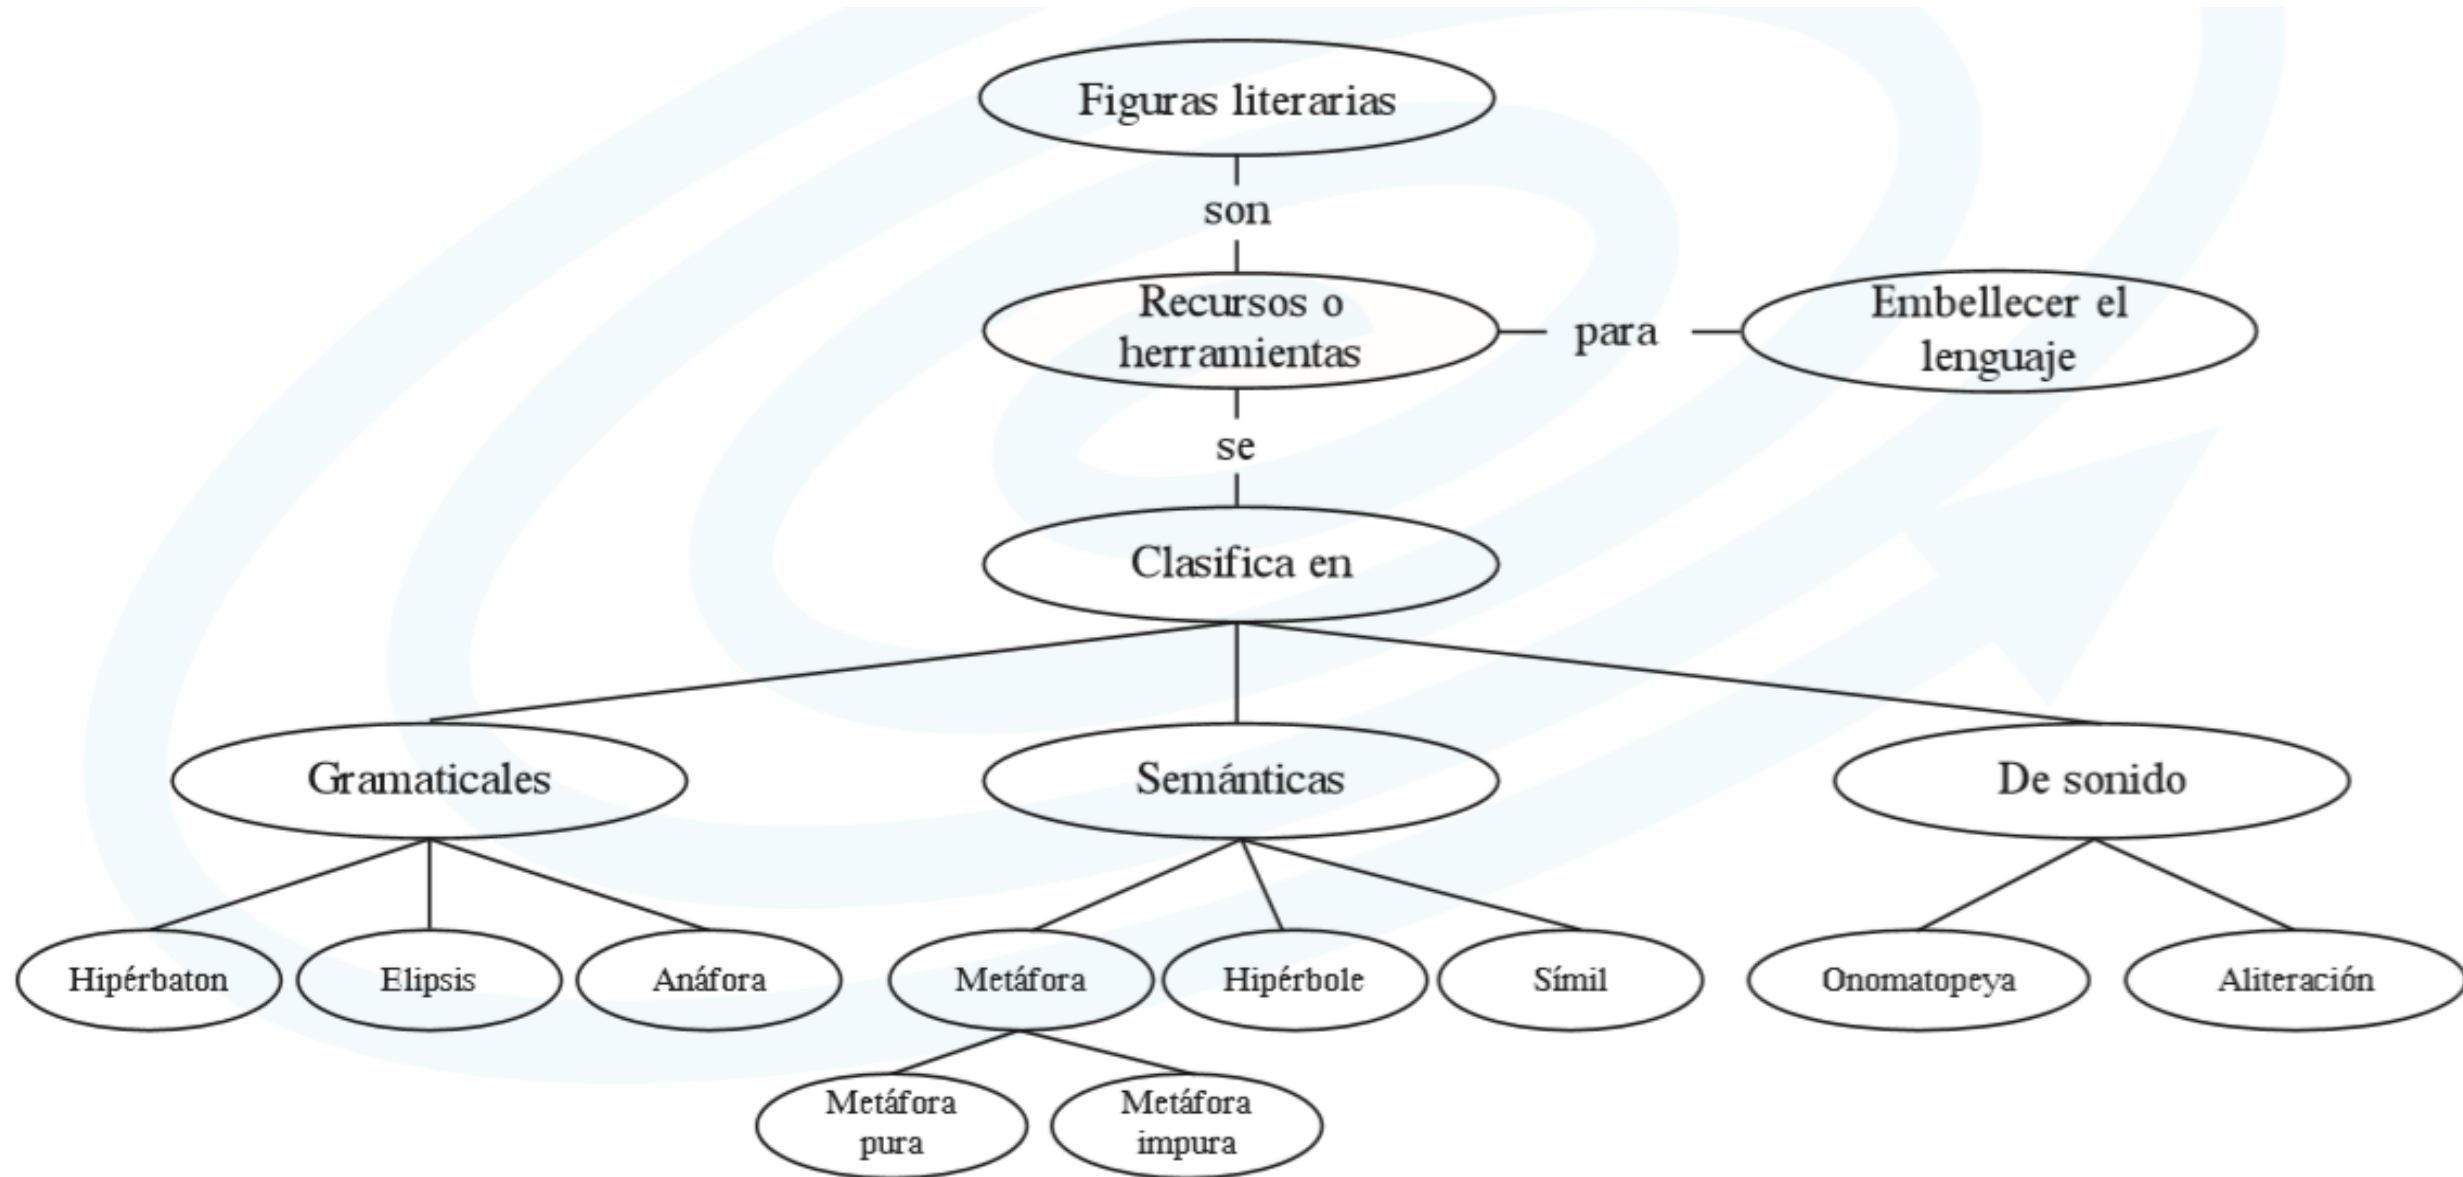 Figuras literarias
son
Recursos o
herramientas
para
Embellecer el
lenguaje
se
Clasifica en
Gramaticales
Semánticas
De sonido
Hipérbaton
Elipsis
Anáfora
Metáfora
Hipérbole
Símil
Onomatopeya
Aliteración
Metáfora
pura
Metáfora
impura